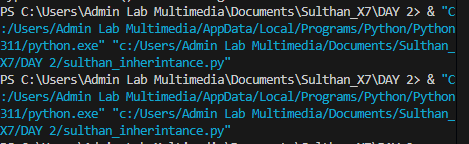 PS C:\Users\Admin Lab Multimedia\Documents\Sulthan_X7\DAY 2> & "C
:/Users/Admin Lab Multimedia/AppData/Local/Programs/Python/Python
311/python.exe" "c:/Users/Admin Lab Multimedia/Documents/Sulthan_
X7/DAY 2/sulthan_inherintance.py"
PS C:\Users\Admin Lab Multimedia\Documents\Sulthan_X7\DAY 2> & "C
:/Users/Admin Lab Multimedia/AppData/Local/Programs/Python/Python
311/python.exe" "c:/Users/Admin Lab Multimedia/Documents/Sulthan_
X7/DAY 2/sulthan_inherintance.py"